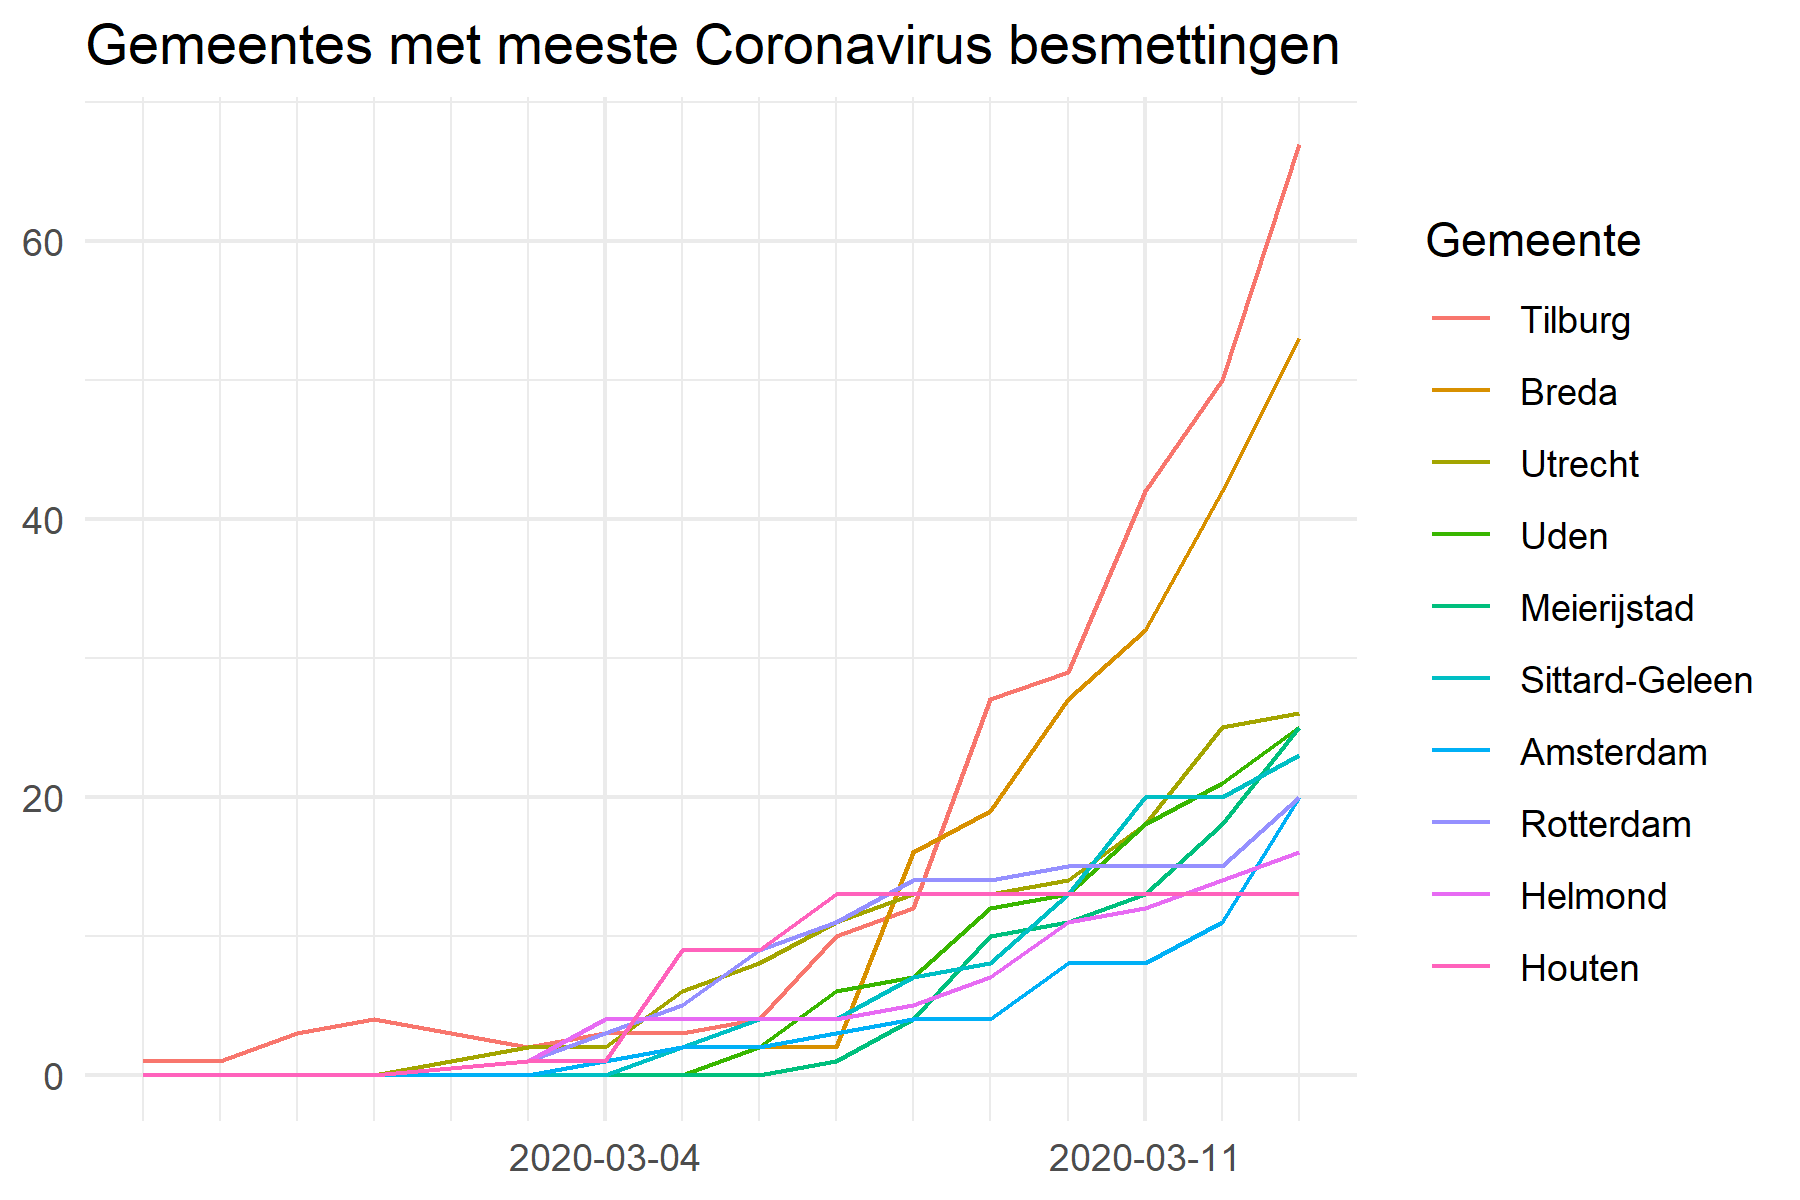 Gemeentes met meeste Coronavirus besmettingen
60
40
20
0
2020-03-04
2020-03-11
Gemeente
Tilburg
Breda
Utrecht
Uden
Meierijstad
Sittard-Geleen
Amsterdam
Rotterdam
Helmond
Houten